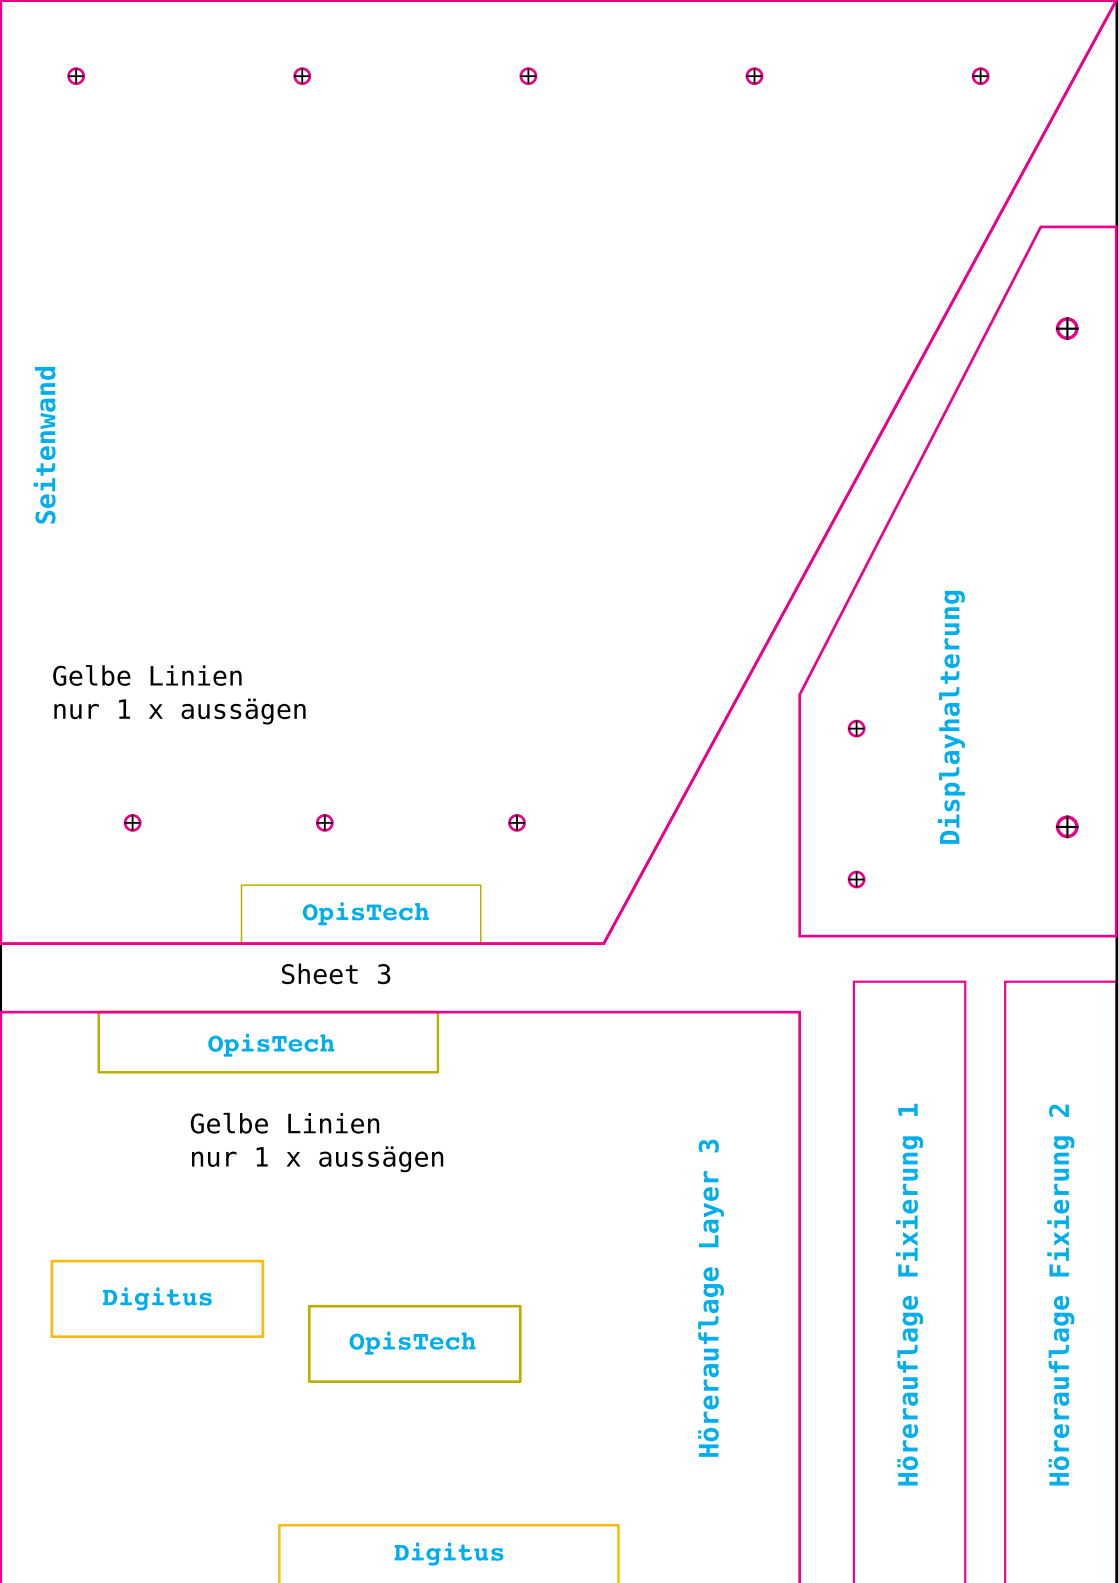 Seitenwand
Gelbe Linien
nur 1 x aussägen
Displayhalterung
OpisTech
Sheet 3
OpisTech
Gelbe Linien
nur 1 x aussägen
Digitus
OpisTech
Digitus
Hörerauflage Layer 3
Hörerauflage Fixierung 1
Hörerauflage Fixierung 2